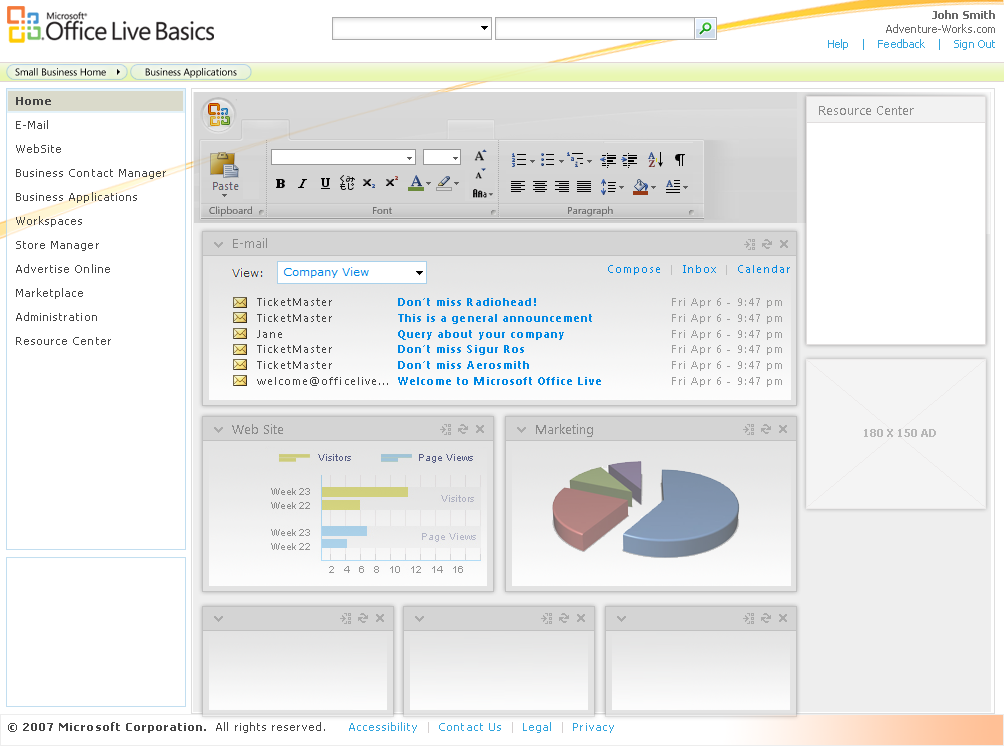 Microsoft®
Office Live Basics
John Smith
Adventure-Works.com
Help | Feedback | Sign Out
Small Business Home
Business Applications
Home
E-Mail
WebSite
Business Contact Manager
Business Applications
Workspaces
Store Manager
Advertise Online
Marketplace
Administration
Resource Center
Paste
B I U X₂ X² A Aa
A
A
A Z
Clipboard
Font
Paragraph
E-mail
View: Company View
Compose | Inbox | Calendar
TicketMaster Don´t miss Radiohead! Fri Apr 6 - 9:47 pm
TicketMaster This is a general announcement Fri Apr 6 - 9:47 pm
Jane Query about your company Fri Apr 6 - 9:47 pm
TicketMaster Don´t miss Sigur Ros Fri Apr 6 - 9:47 pm
TicketMaster Don´t miss Aerosmith Fri Apr 6 - 9:47 pm
welcome@officelive... Welcome to Microsoft Office Live Fri Apr 6 - 9:47 pm
Web Site
Visitors Page Views
Week 23
Visitors
Week 22
Week 23
Page Views
Week 22
2 4 6 8 10 12 14 16
Marketing
Resource Center
180 X 150 AD
© 2007 Microsoft Corporation. All rights reserved. Accessibility | Contact Us | Legal | Privacy